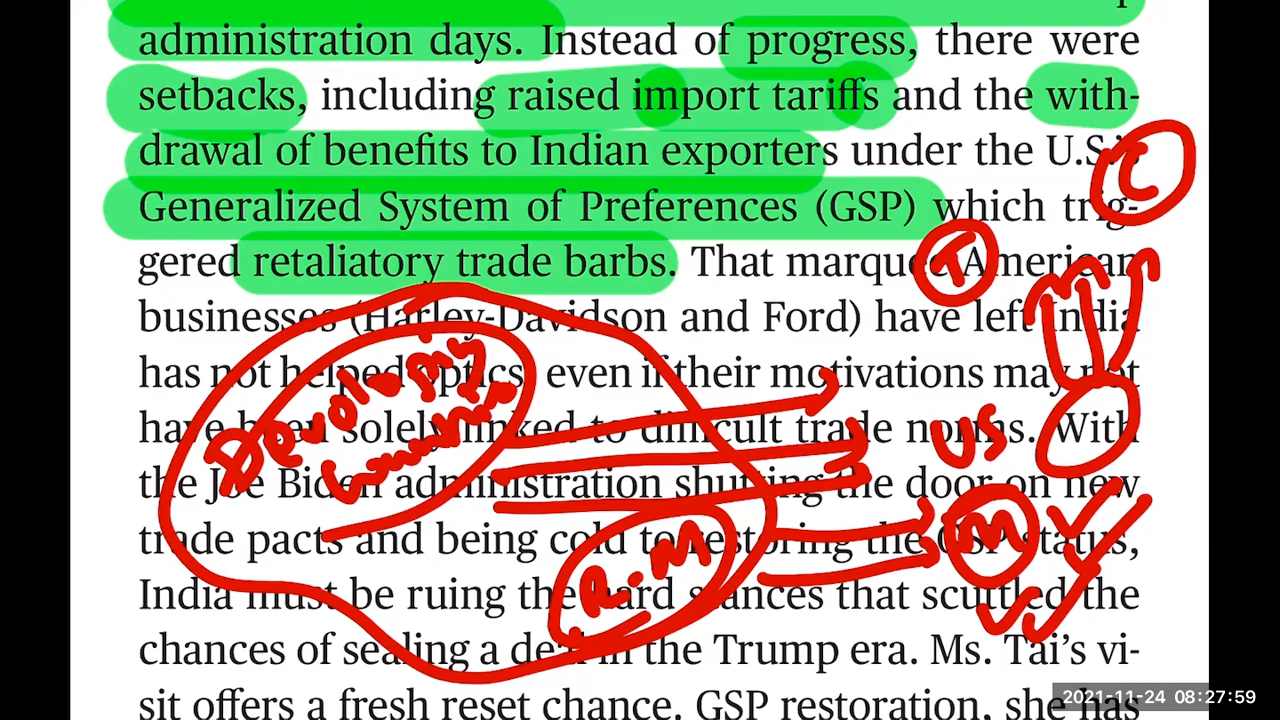 administration days. Instead of progress, there were
setbacks, including raised import tariffs and the with-
drawal of benefits to Indian exporters under the U.S.'s
Generalized System of Preferences (GSP) which trig-
gered retaliatory trade barbs. That marquee American
businesses (Harley-Davidson and Ford) have left India
has not helped optics, even if their motivations may not
have been solely linked to difficult trade norms. With
the Joe Biden administration shutting the door on new
trade pacts and being cold to restoring the GSP status,
India must be ruing the hard stances that scuttled the
chances of sealing a deal in the Trump era. Ms. Tai's vi-
sit offers a fresh reset chance. GSP restoration, she has
C
T
US
M
R.M
2021-11-24 08:27:59